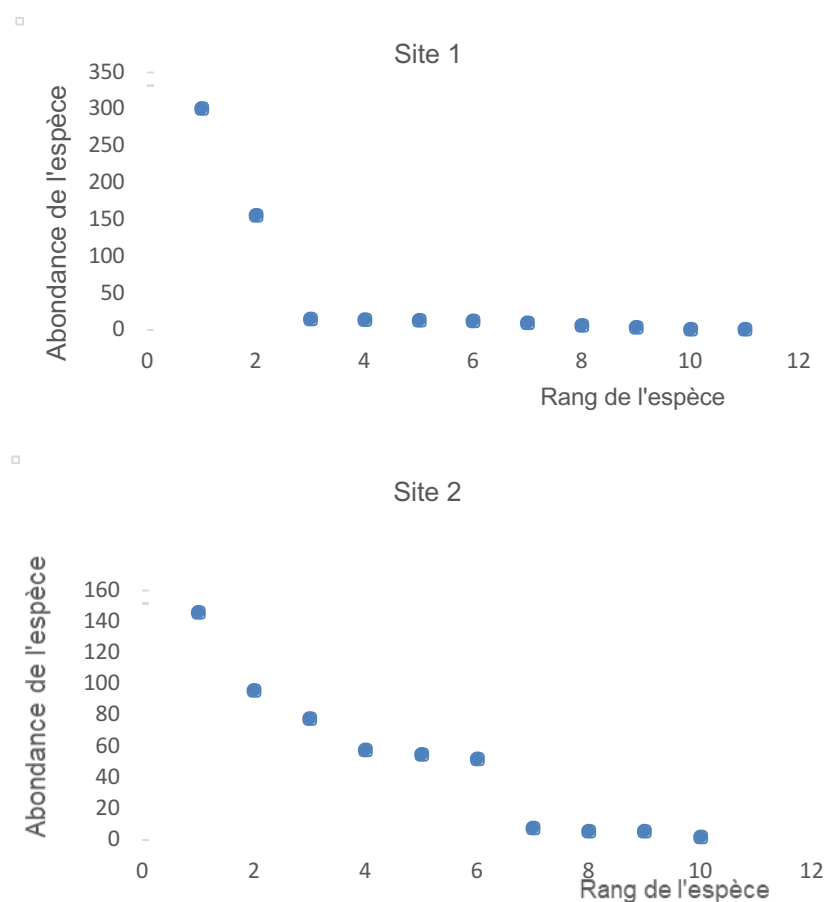 Site 1
Abondance de l'espèce
350
300
250
200
150
100
50
0
0 2 4 6 8 10 12
Rang de l'espèce
Site 2
Abondance de l'espèce
160
140
120
100
80
60
40
20
0
0 2 4 6 8 10 12
Rang de l'espèce